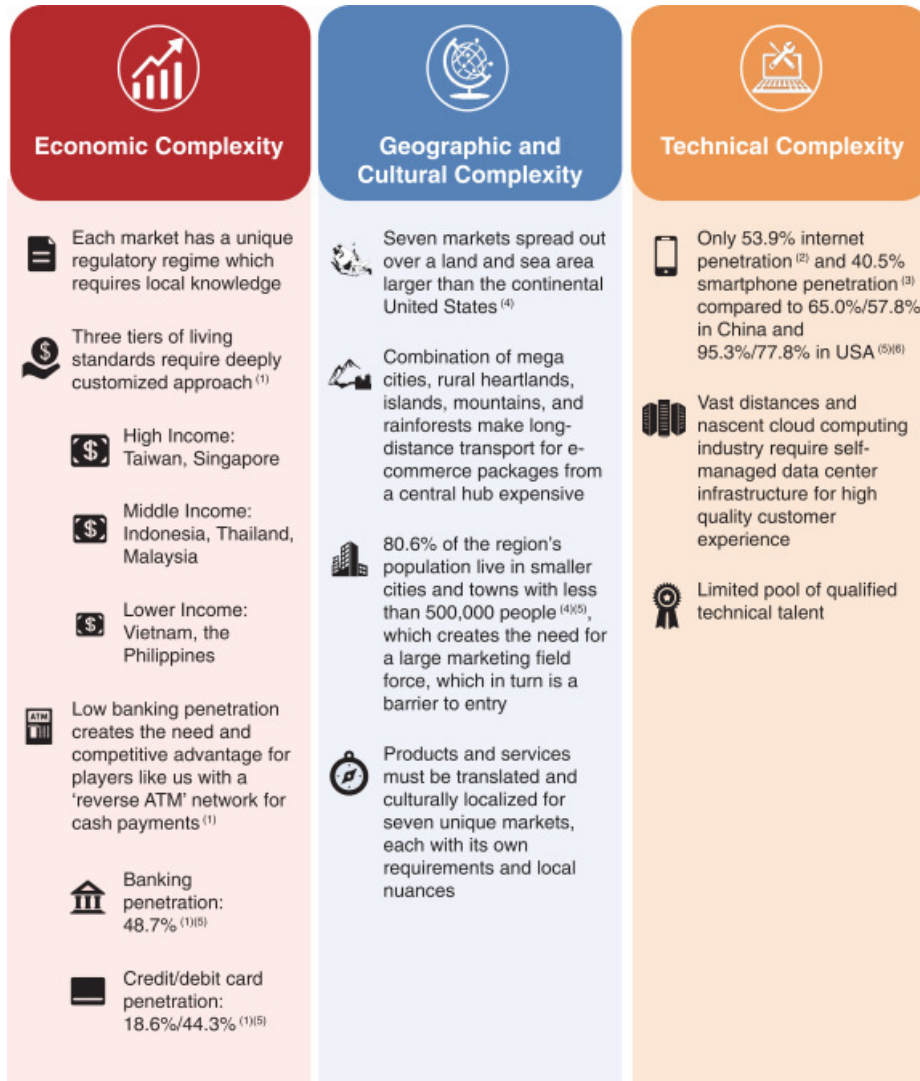 Economic Complexity
Each market has a unique
regulatory regime which
requires local knowledge
$
Three tiers of living
standards require deeply
customized approach (1)
$
High Income:
Taiwan, Singapore
$
Middle Income:
Indonesia, Thailand,
Malaysia
$
Lower Income:
Vietnam, the
Philippines
ATM
Low banking penetration
creates the need and
competitive advantage for
players like us with a
‘reverse ATM’ network for
cash payments (1)
Banking
penetration:
48.7% (1)(5)
Credit/debit card
penetration:
18.6%/44.3% (1)(5)
Geographic and
Cultural Complexity
Seven markets spread out
over a land and sea area
larger than the continental
United States (4)
Combination of mega
cities, rural heartlands,
islands, mountains, and
rainforests make long-
distance transport for e-
commerce packages from
a central hub expensive
80.6% of the region’s
population live in smaller
cities and towns with less
than 500,000 people (4)(5),
which creates the need for
a large marketing field
force, which in turn is a
barrier to entry
Products and services
must be translated and
culturally localized for
seven unique markets,
each with its own
requirements and local
nuances
Technical Complexity
Only 53.9% internet
penetration (2) and 40.5%
smartphone penetration (3)
compared to 65.0%/57.8%
in China and
95.3%/77.8% in USA (5)(6)
Vast distances and
nascent cloud computing
industry require self-
managed data center
infrastructure for high
quality customer
experience
Limited pool of qualified
technical talent